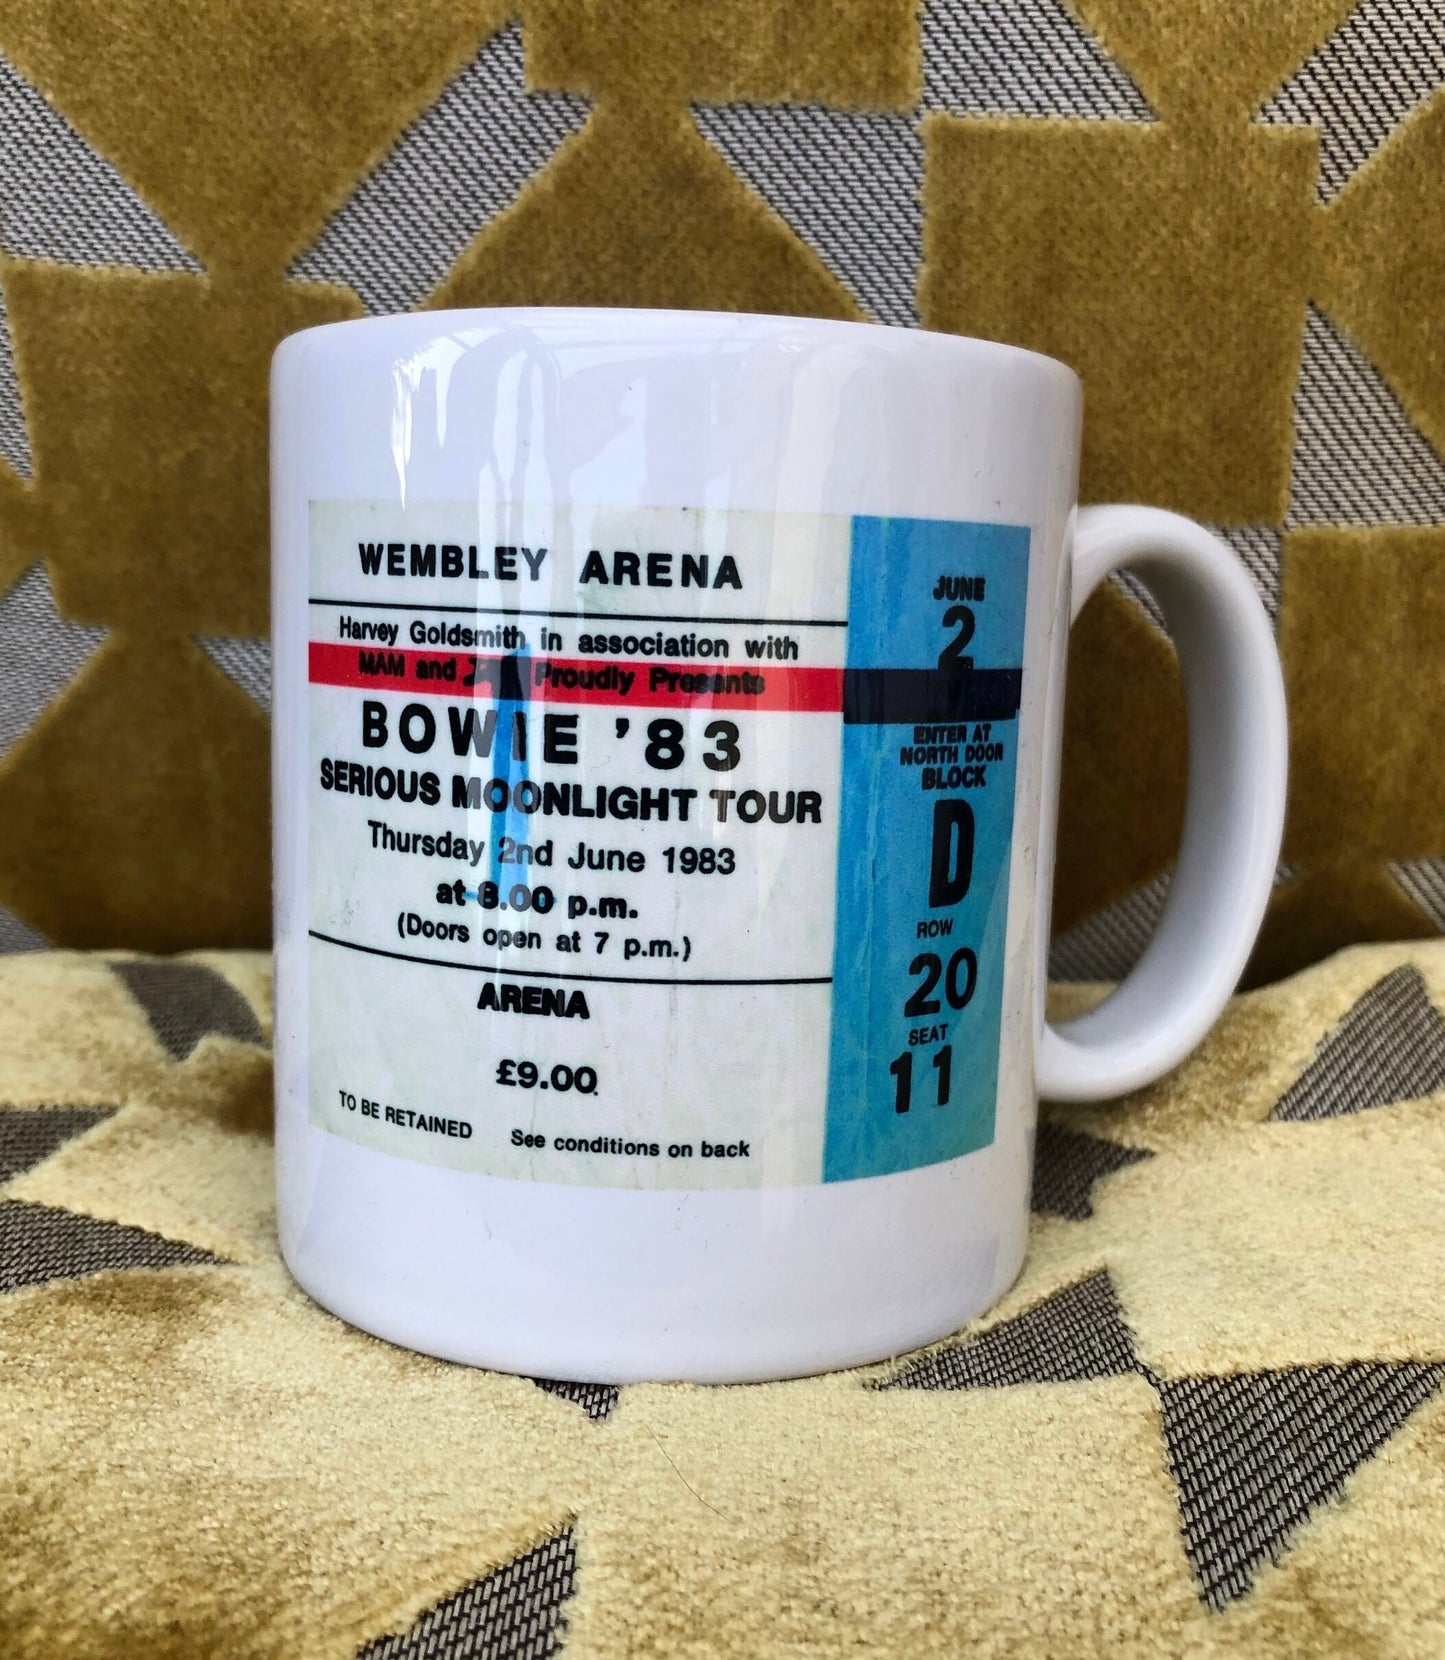 WEMBLEY ARENA
Harvey Goldsmith in association with
MAM and Proudly Presents
BOWIE '83
SERIOUS MOONLIGHT TOUR
Thursday 2nd June 1983
at 8.00 p.m.
(Doors open at 7 p.m.)
ARENA
£9.00
TO BE RETAINED See conditions on back
JUNE
2
ENTER AT
NORTH DOOR
BLOCK
D
ROW
20
SEAT
11